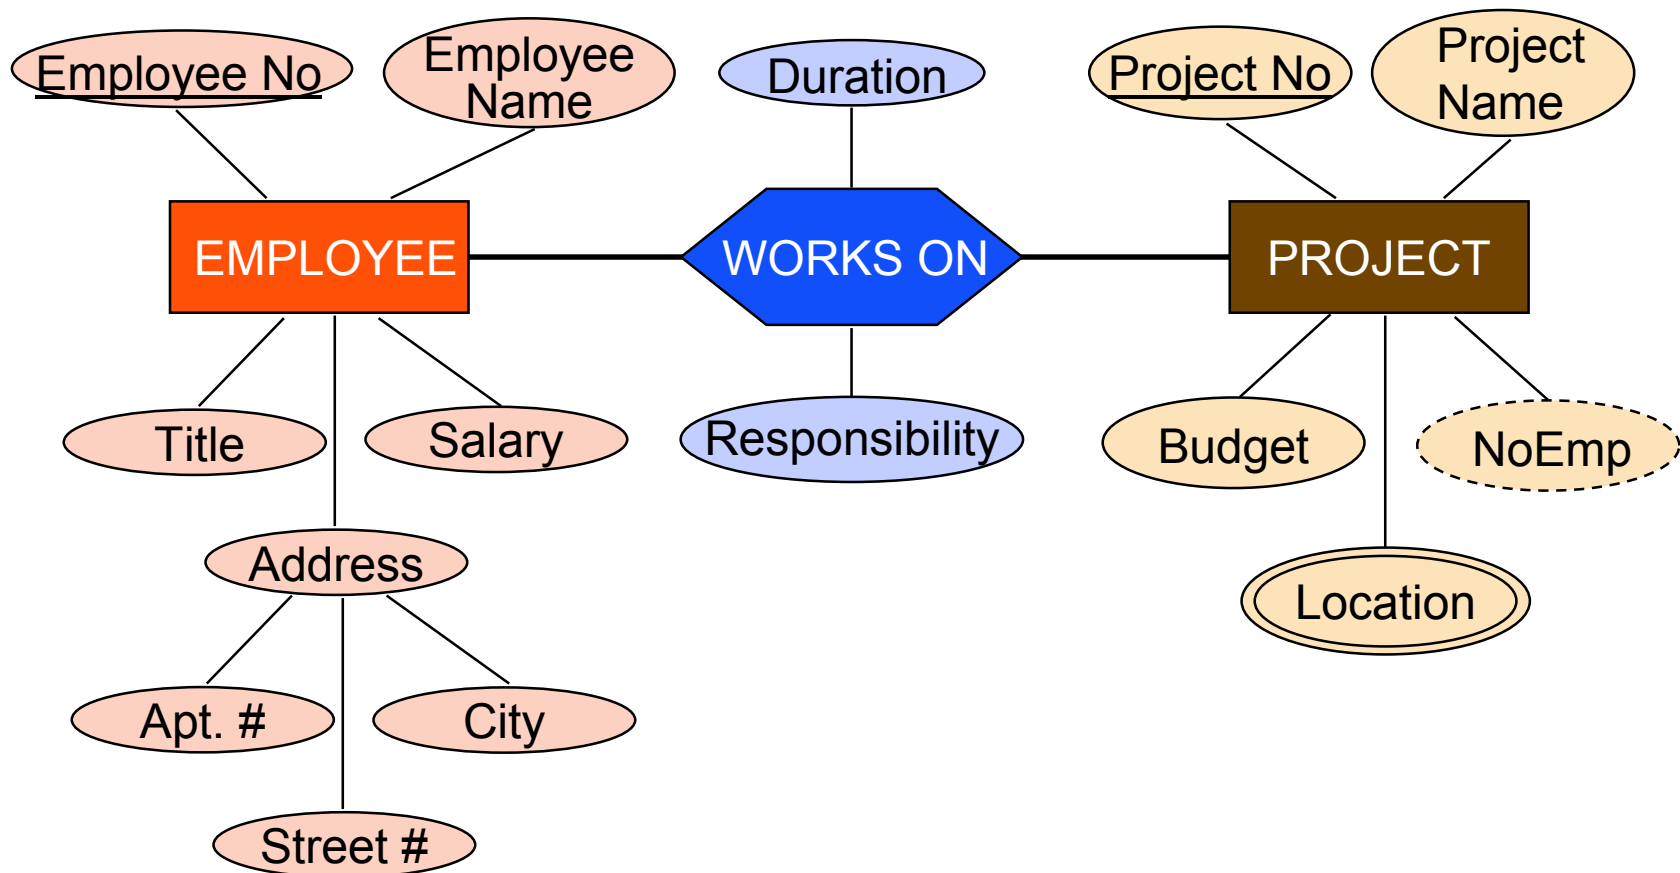 Employee No
Employee
Name
Duration
Project No
Project
Name
EMPLOYEE
WORKS ON
PROJECT
Title
Salary
Responsibility
Budget
NoEmp
Address
Location
Apt. #
City
Street #